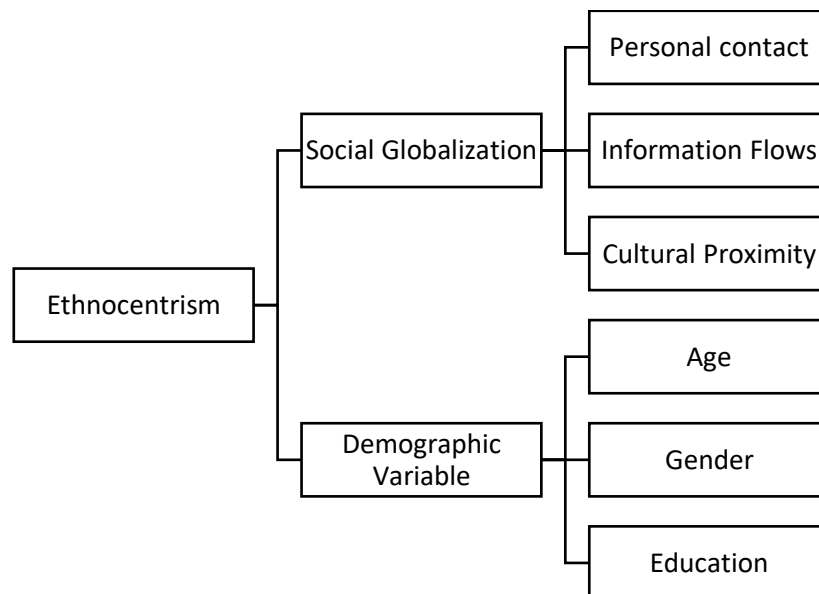 Personal contact
Social Globalization
Information Flows
Cultural Proximity
Ethnocentrism
Age
Demographic
Variable
Gender
Education